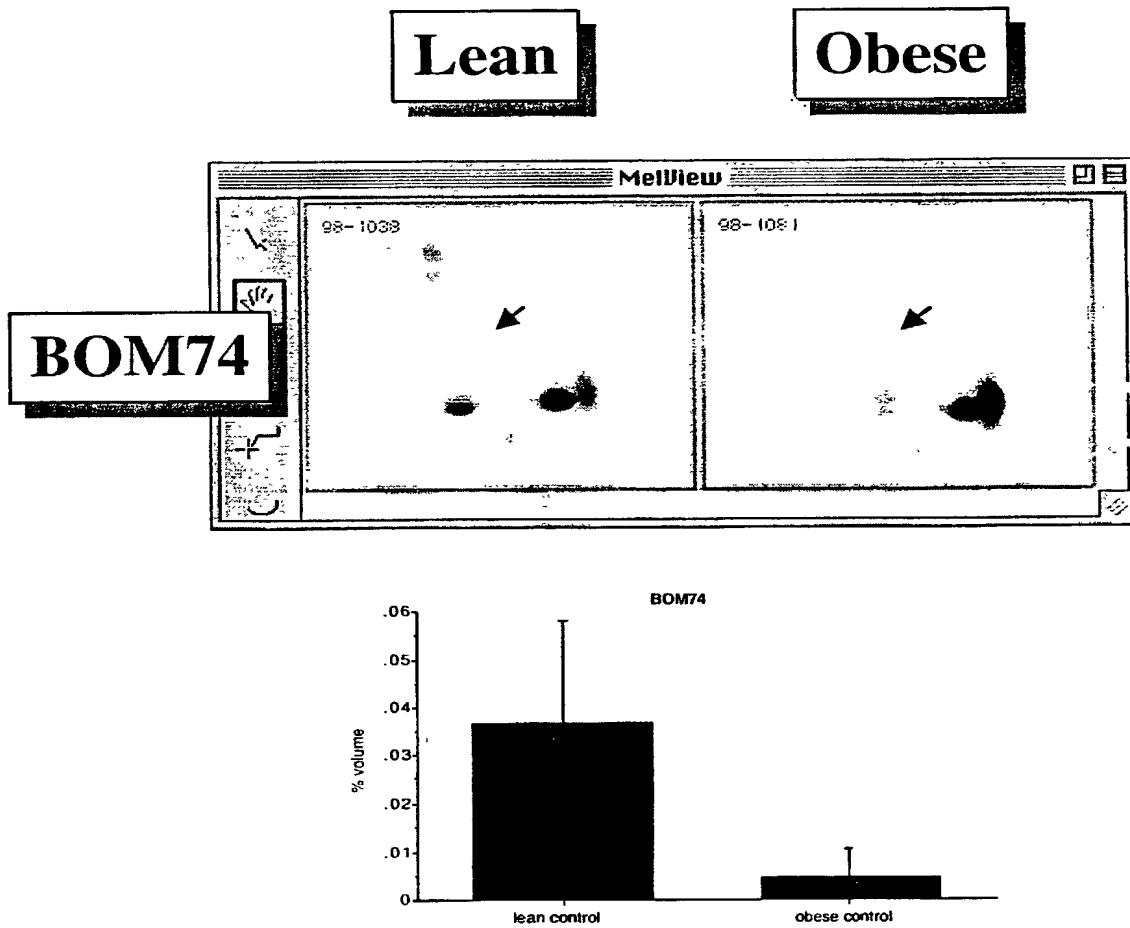 Lean
Obese
MelView
98-1038
98-1081
BOM74
BOM74
.06
.05
.04
.03
.02
.01
0
% volume
lean control
obese control